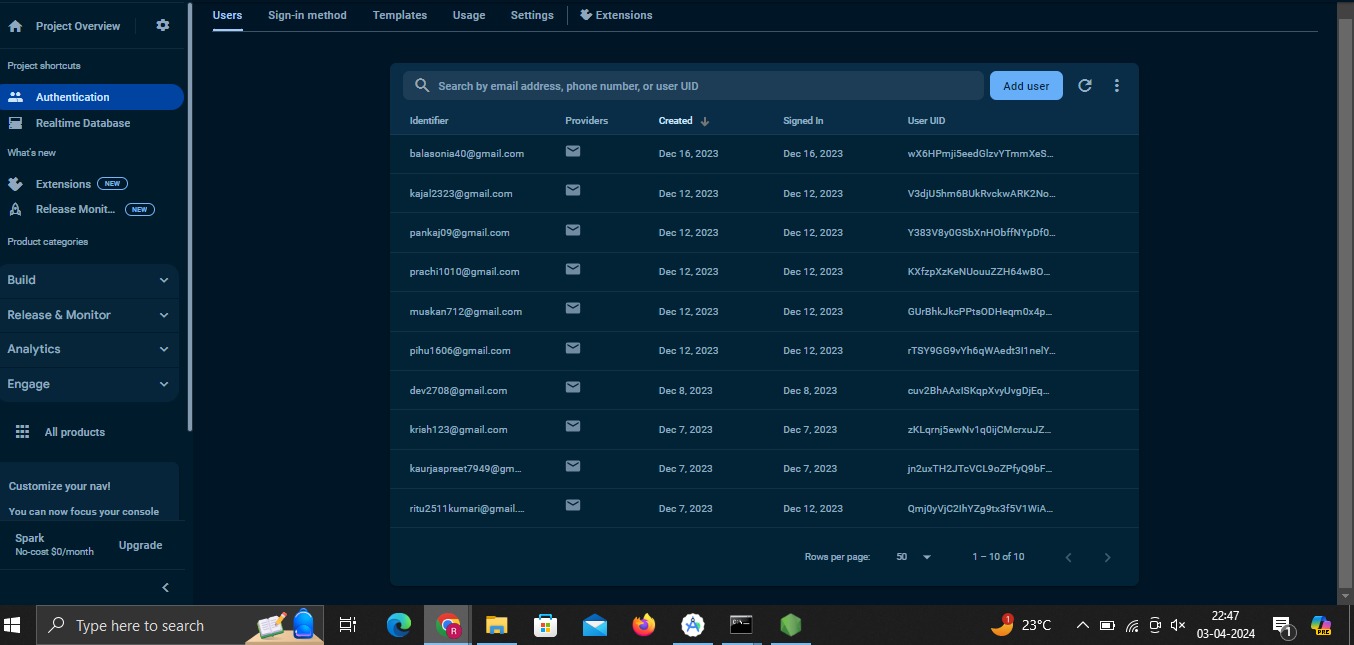 Project Overview
Users Sign-in method Templates Usage Settings Extensions
Project shortcuts
Authentication
Realtime Database
What's new
Extensions NEW
Release Monit... NEW
Product categories
Build
Release & Monitor
Analytics
Engage
All products
Customize your nav!
You can now focus your console
Spark
No-cost $0/month
Upgrade
Search by email address, phone number, or user UID Add user
Identifier Providers Created Signed In User UID
balasonia40@gmail.com Dec 16, 2023 Dec 16, 2023 wX6HPmji5eedGlzvYTmmXeS...
kajal2323@gmail.com Dec 12, 2023 Dec 12, 2023 V3djU5hm6BUkRvckwARK2No...
pankaj09@gmail.com Dec 12, 2023 Dec 12, 2023 Y383V8y0GSbXnHObffNYpDf0...
prachi1010@gmail.com Dec 12, 2023 Dec 12, 2023 KXfzpXzKeNUouuZZH64wBO...
muskan712@gmail.com Dec 12, 2023 Dec 12, 2023 GUrBhkJkcPPtsODHeqm0x4p...
pihu1606@gmail.com Dec 12, 2023 Dec 12, 2023 rTSY9GG9vYh6qWAedt3I1nelY...
dev2708@gmail.com Dec 8, 2023 Dec 8, 2023 cuv2BhAAxISKqpXvyUvgDjEq...
krish123@gmail.com Dec 7, 2023 Dec 7, 2023 zKLqrnj5ewNv1q0ijCMcrxuJZ...
kaurjaspreet7949@gm... Dec 7, 2023 Dec 7, 2023 jn2uxTH2JTcVCL9oZPfyQ9bF...
ritu2511kumari@gmail.... Dec 7, 2023 Dec 12, 2023 Qmj0yVjC2IhYZg9tx3f5V1WiA...
Rows per page: 50 1 – 10 of 10
Type here to search
R
1
23°C
22:47
03-04-2024
1
PRE